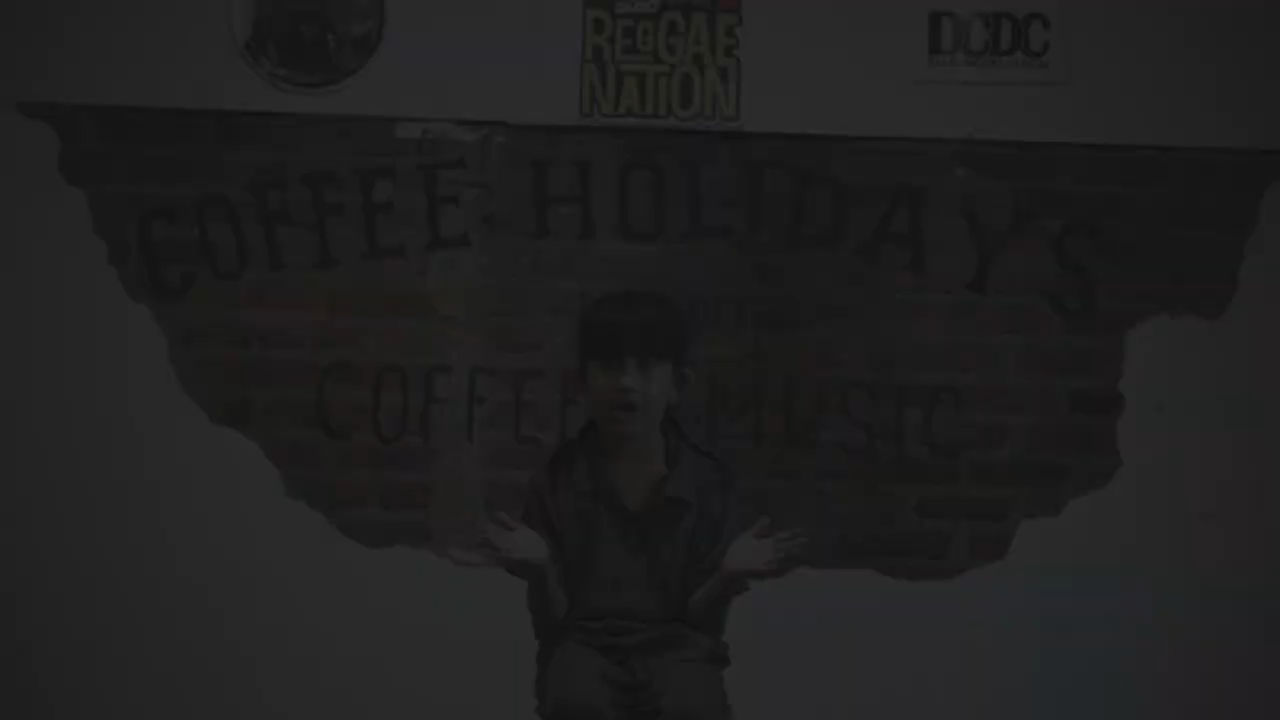 REGGAE
NATION
DCDC
COFFEE HOLIDAYS
COFFEE MUSIC